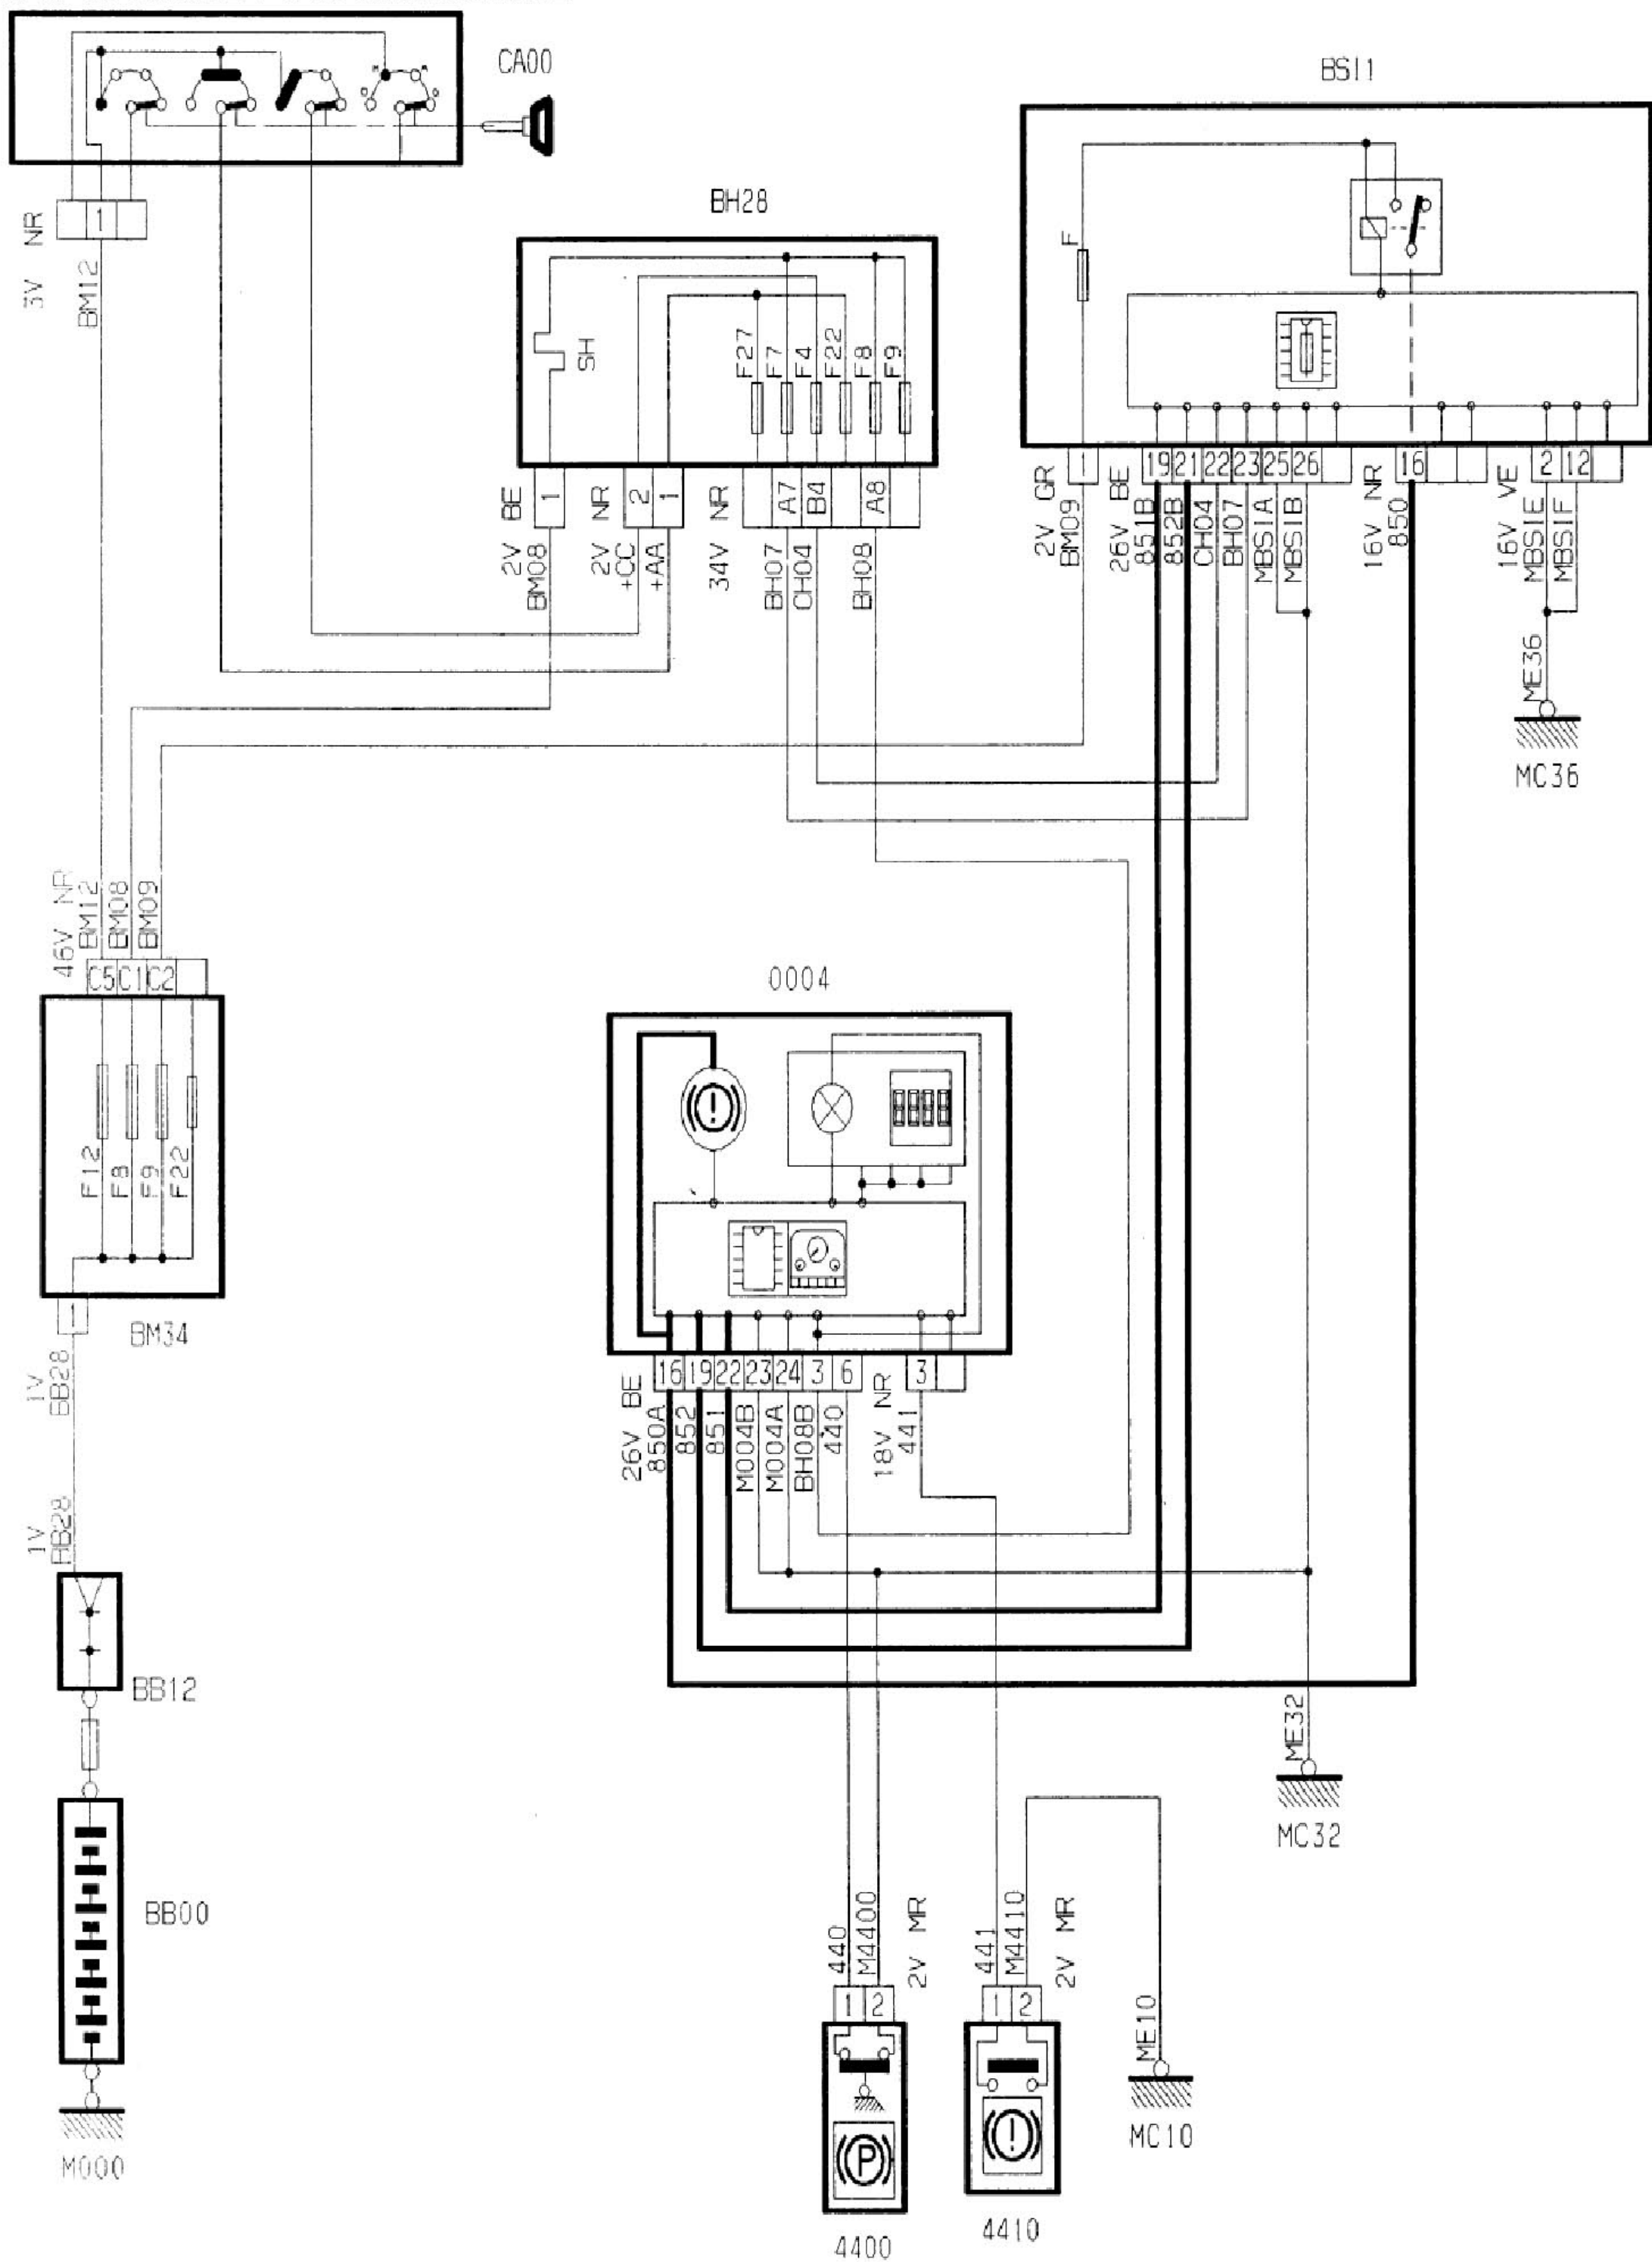 CA00
3V NR
1
BM12
BH28
SH
F27
F7
F4
F22
F8
F9
2V BE
1
BM08
2V NR
2
1
+CC
+AA
34V NR
A7
B4
A8
BH07
CH04
BH08
BSI1
F
2V GR
1
BM09
26V BE
19
21
22
23
25
26
851B
852B
CH04
BH07
MBSIA
MBSIB
16V NR
16
850
16V VE
2
12
MBSIE
MBSIF
ME36
MC36
46V NR
BM12
BM08
BM09
C5
C1
C2
F12
F8
F9
F22
1
BM34
1V
BB28
1V
BB28
BB12
BB00
M000
0004
26V BE
16
19
22
23
24
3
6
850A
852
851
M004B
M004A
BH08B
440
18V NR
3
441
ME32
MC32
440
M4400
2V MR
1
2
P
4400
441
M4410
2V MR
1
2
!
4410
ME10
MC10